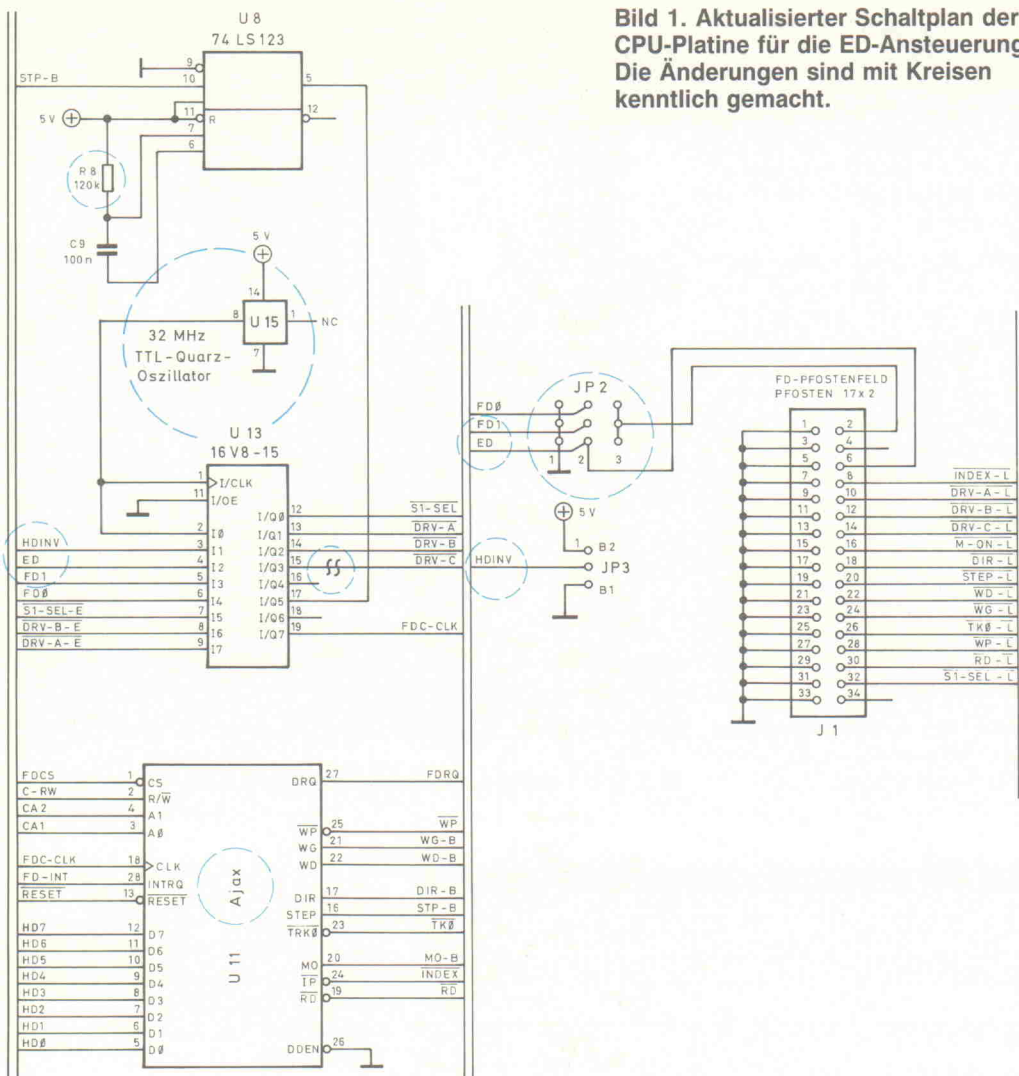 Bild 1. Aktualisierter Schaltplan der
CPU-Platine für die ED-Ansteuerung
Die Änderungen sind mit Kreisen
kenntlich gemacht.
U 8
74 LS 123
STP-B
9
10
5
5 V
11
R
12
7
6
R 8
120k
C9
100 n
5 V
14
8
U 15
1
NC
7
32 MHz
TTL-Quarz-
Oszillator
U 13
16 V8 -15
1
I/CLK
11
I/OE
2
I0
HDINV
3
I1
ED
4
I2
FD1
5
I3
FD0
6
I4
S1-SEL-E
7
I5
DRV-B-E
8
I6
DRV-A-E
9
I7
I/Q0
12
S1-SEL
I/Q1
13
DRV-A
I/Q2
14
DRV-B
I/Q3
15
DRV-C
I/Q4
16
I/Q5
17
I/Q6
18
I/Q7
19
FDC-CLK
JP2
FD0
FD1
ED
1
2
3
5 V
1
B2
HDINV
JP3
B1
FD-PFOSTENFELD
PFOSTEN 17x2
1
2
3
4
5
6
7
8
INDEX-L
9
10
DRV-A-L
11
12
DRV-B-L
13
14
DRV-C-L
15
16
M-ON-L
17
18
DIR-L
19
20
STEP-L
21
22
WD-L
23
24
WG-L
25
26
TK0-L
27
28
WP-L
29
30
RD-L
31
32
S1-SEL-L
33
34
J 1
FDCS
1
CS
C-RW
2
R/W
CA2
4
A1
CA1
3
A0
FDC-CLK
18
CLK
FD-INT
28
INTRQ
RESET
13
RESET
HD7
12
D7
HD6
11
D6
HD5
10
D5
HD4
9
D4
HD3
8
D3
HD2
7
D2
HD1
6
D1
HD0
5
D0
Ajax
U 11
DRQ
27
FDRQ
WP
25
WP
WG
21
WG-B
WD
22
WD-B
DIR
17
DIR-B
STEP
16
STP-B
TRK0
23
TK0
MO
20
MO-B
IP
24
INDEX
RD
19
RD
DDEN
26